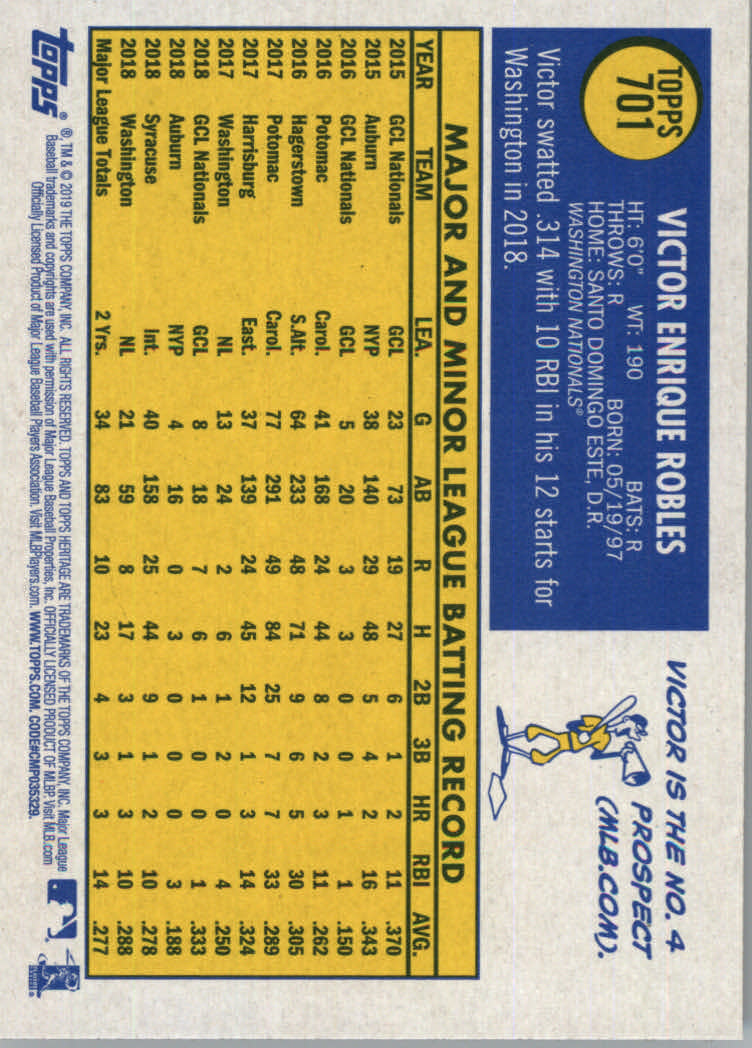 TOPPS
701
VICTOR ENRIQUE ROBLES
HT: 6'0" WT: 190 BATS: R
THROWS: R BORN: 05/19/97
HOME: SANTO DOMINGO ESTE, D.R.
WASHINGTON NATIONALS®
Victor swatted .314 with 10 RBI in his 12 starts for
Washington in 2018.
VICTOR IS THE NO. 4
PROSPECT
(MLB.COM).
MAJOR AND MINOR LEAGUE BATTING RECORD
YEAR TEAM LEA. G AB R H 2B 3B HR RBI AVG.
2015 GCL Nationals GCL 23 73 19 27 6 1 2 11 .370
2015 Auburn NYP 38 140 29 48 5 4 2 16 .343
2016 GCL Nationals GCL 5 20 3 3 0 0 1 1 .150
2016 Potomac Carol. 41 168 24 44 8 2 3 11 .262
2016 Hagerstown S.Alt. 64 233 48 71 9 6 5 30 .305
2017 Potomac Carol. 77 291 49 84 25 7 7 33 .289
2017 Harrisburg East. 37 139 24 45 12 1 3 14 .324
2017 Washington NL 13 24 2 6 1 2 0 4 .250
2018 GCL Nationals GCL 8 18 7 6 1 0 0 1 .333
2018 Auburn NYP 4 16 0 3 0 0 0 3 .188
2018 Syracuse Int. 40 158 25 44 9 1 2 10 .278
2018 Washington NL 21 59 8 17 3 1 3 10 .288
Major League Totals 2 Yrs. 34 83 10 23 4 3 3 14 .277
topps®
®, TM & © 2019 THE TOPPS COMPANY, INC. ALL RIGHTS RESERVED. TOPPS AND TOPPS HERITAGE ARE TRADEMARKS OF THE TOPPS COMPANY, INC. Major League
Baseball trademarks and copyrights are used with permission of Major League Baseball Properties, Inc. OFFICIALLY LICENSED PRODUCT OF MLBP. Visit MLB.com
Officially Licensed Product of Major League Baseball Players Association. Visit MLBPlayers.com. WWW.TOPPS.COM. CODE#CMP035329.